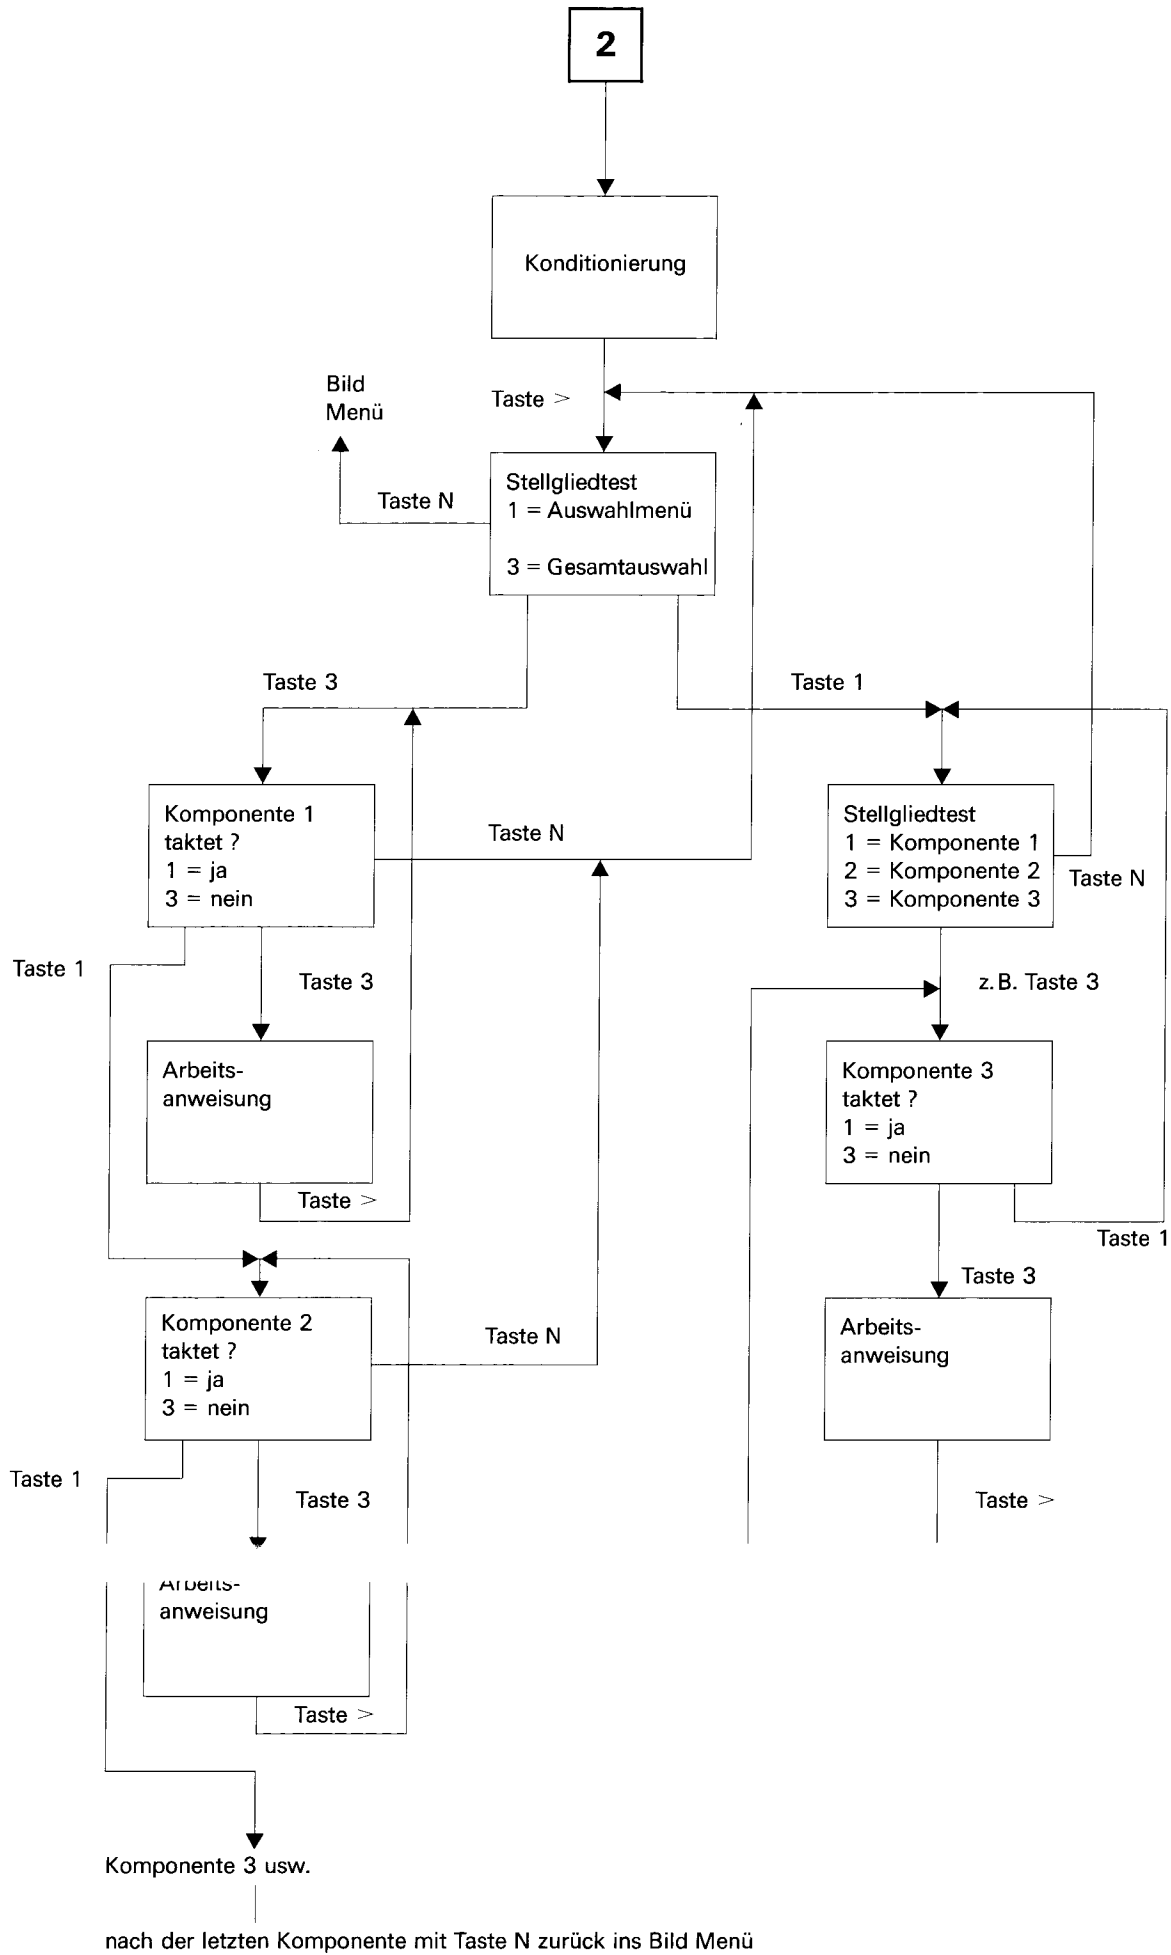 2
Konditionierung
Bild
Menü
Taste >
Taste N
Stellgliedtest
1 = Auswahlmenü
3 = Gesamtauswahl
Taste 3
Taste 1
Komponente 1
taktet ?
1 = ja
3 = nein
Taste N
Stellgliedtest
1 = Komponente 1
2 = Komponente 2
3 = Komponente 3
Taste N
Taste 1
Taste 3
z.B. Taste 3
Arbeits-
anweisung
Taste >
Komponente 3
taktet ?
1 = ja
3 = nein
Taste 1
Taste 3
Komponente 2
taktet ?
1 = ja
3 = nein
Taste N
Arbeits-
anweisung
Taste 1
Taste 3
Taste >
Arbeits-
anweisung
Taste >
Komponente 3 usw.
nach der letzten Komponente mit Taste N zurück ins Bild Menü